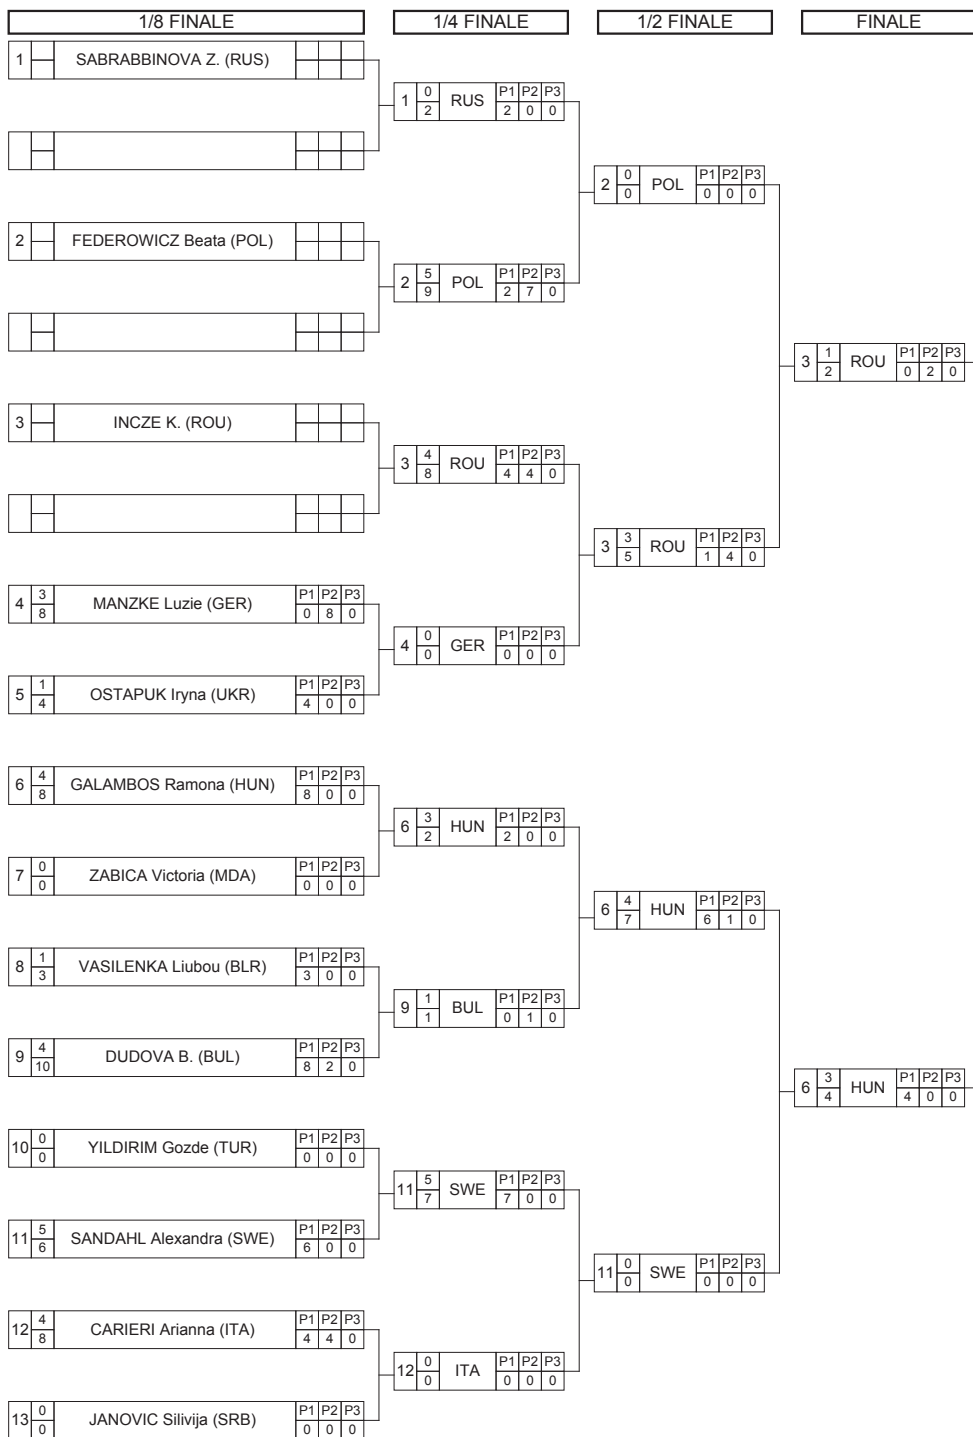 1/8 FINALE 1/4 FINALE 1/2 FINALE FINALE
1 SABRABBINOVA Z. (RUS)
1 0 2 RUS P1 P2 P3 2 0 0
2 0 0 POL P1 P2 P3 0 0 0
2 FEDEROWICZ Beata (POL)
2 5 9 POL P1 P2 P3 2 7 0
3 1 2 ROU P1 P2 P3 0 2 0
3 INCZE K. (ROU)
3 4 8 ROU P1 P2 P3 4 4 0
3 3 5 ROU P1 P2 P3 1 4 0
4 3 8 MANZKE Luzie (GER) P1 P2 P3 0 8 0
4 0 0 GER P1 P2 P3 0 0 0
5 1 4 OSTAPUK Iryna (UKR) P1 P2 P3 4 0 0
6 4 8 GALAMBOS Ramona (HUN) P1 P2 P3 8 0 0
6 3 2 HUN P1 P2 P3 2 0 0
7 0 0 ZABICA Victoria (MDA) P1 P2 P3 0 0 0
6 4 7 HUN P1 P2 P3 6 1 0
8 1 3 VASILENKA Liubou (BLR) P1 P2 P3 3 0 0
9 1 1 BUL P1 P2 P3 0 1 0
9 4 10 DUDOVA B. (BUL) P1 P2 P3 8 2 0
6 3 4 HUN P1 P2 P3 4 0 0
10 0 0 YILDIRIM Gozde (TUR) P1 P2 P3 0 0 0
11 5 7 SWE P1 P2 P3 7 0 0
11 5 6 SANDAHL Alexandra (SWE) P1 P2 P3 6 0 0
11 0 0 SWE P1 P2 P3 0 0 0
12 4 8 CARIERI Arianna (ITA) P1 P2 P3 4 4 0
12 0 0 ITA P1 P2 P3 0 0 0
13 0 0 JANOVIC Silivija (SRB) P1 P2 P3 0 0 0